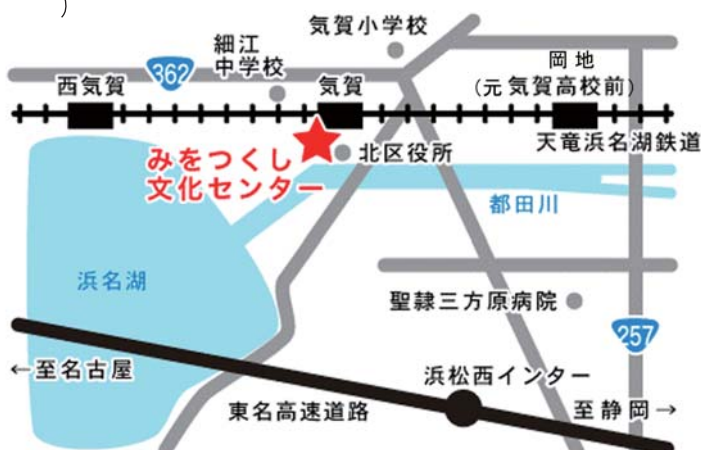 ）
気賀小学校
細江
中学校
岡地
362
西気賀
気賀
（元気賀高校前）
天竜浜名湖鉄道
みをつくし
文化センター
北区役所
都田川
浜名湖
聖隷三方原病院
257
←至名古屋
浜松西インター
東名高速道路
至静岡→